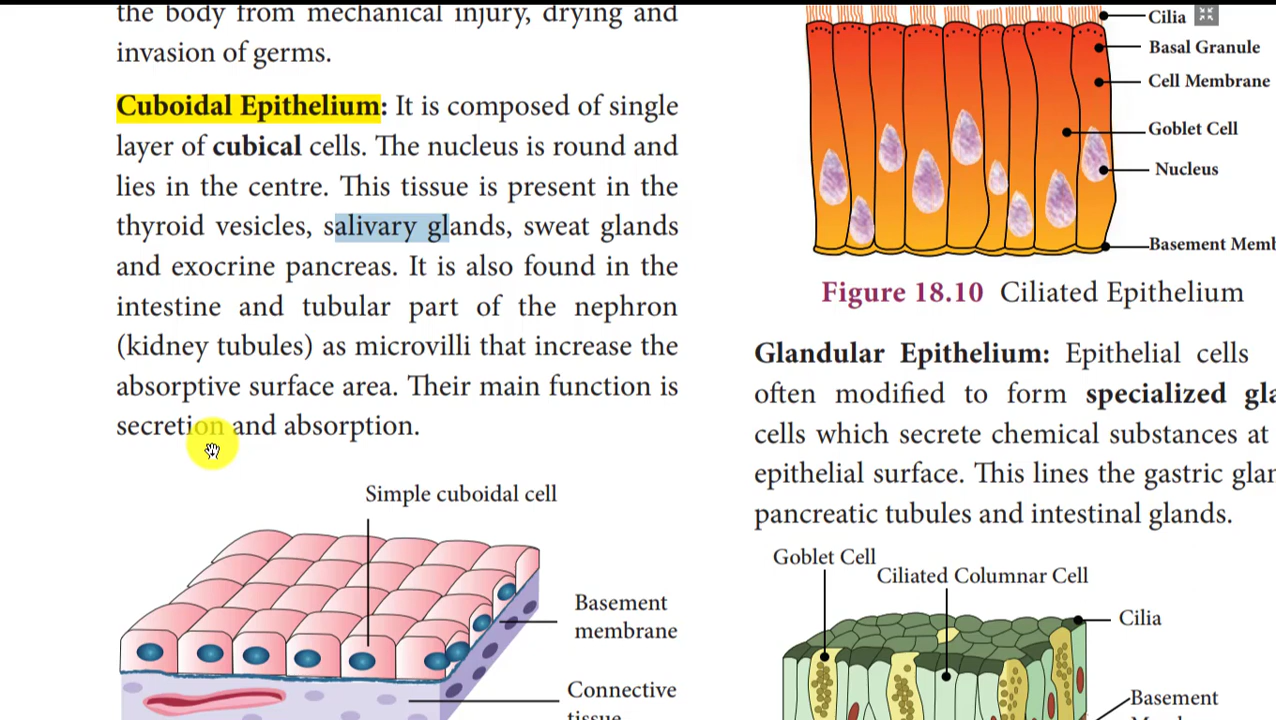 the body from mechanical injury, drying and
invasion of germs.
Cuboidal Epithelium: It is composed of single
layer of cubical cells. The nucleus is round and
lies in the centre. This tissue is present in the
thyroid vesicles, salivary glands, sweat glands
and exocrine pancreas. It is also found in the
intestine and tubular part of the nephron
(kidney tubules) as microvilli that increase the
absorptive surface area. Their main function is
secretion and absorption.
Simple cuboidal cell
Basement
membrane
Connective
tissue
Cilia
Basal Granule
Cell Membrane
Goblet Cell
Nucleus
Basement Memb
Figure 18.10 Ciliated Epithelium
Glandular Epithelium: Epithelial cells
often modified to form specialized gla
cells which secrete chemical substances at
epithelial surface. This lines the gastric glan
pancreatic tubules and intestinal glands.
Goblet Cell
Ciliated Columnar Cell
Cilia
Basement